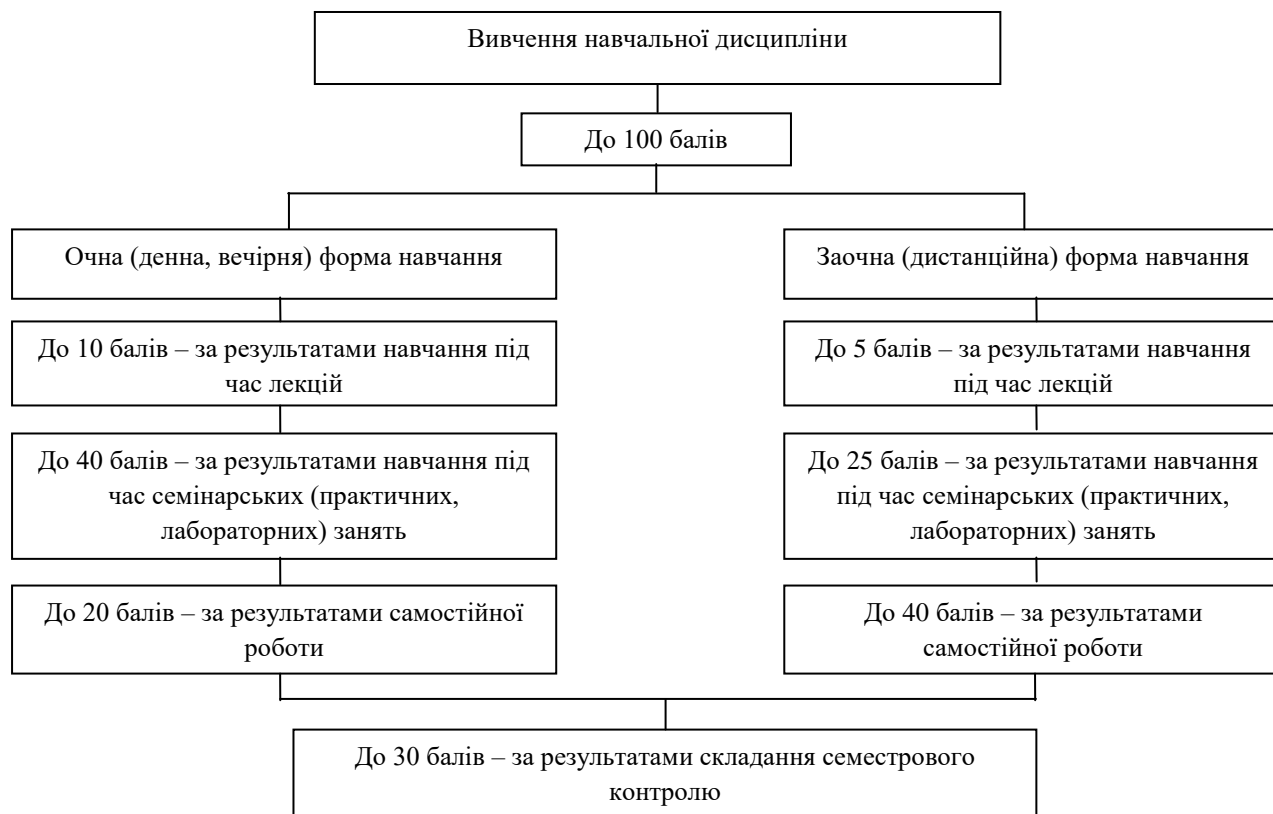 Вивчення навчальної дисципліни
До 100 балів
Очна (денна, вечірня) форма навчання
Заочна (дистанційна) форма навчання
До 10 балів – за результатами навчання під
час лекцій
До 5 балів – за результатами навчання
під час лекцій
До 40 балів – за результатами навчання під
час семінарських (практичних,
лабораторних) занять
До 25 балів – за результатами навчання
під час семінарських (практичних,
лабораторних) занять
До 20 балів – за результатами самостійної
роботи
До 40 балів – за результатами
самостійної роботи
До 30 балів – за результатами складання семестрового
контролю